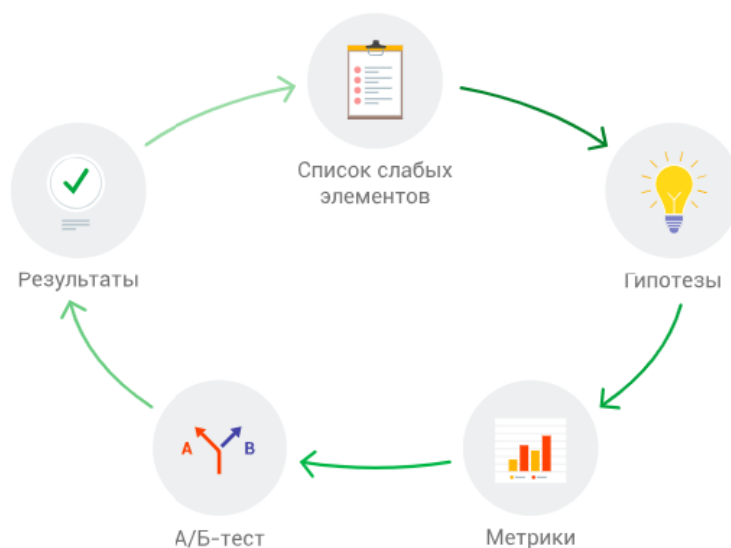 Список слабых
элементов
Гипотезы
Метрики
A B
А/Б-тест
Результаты